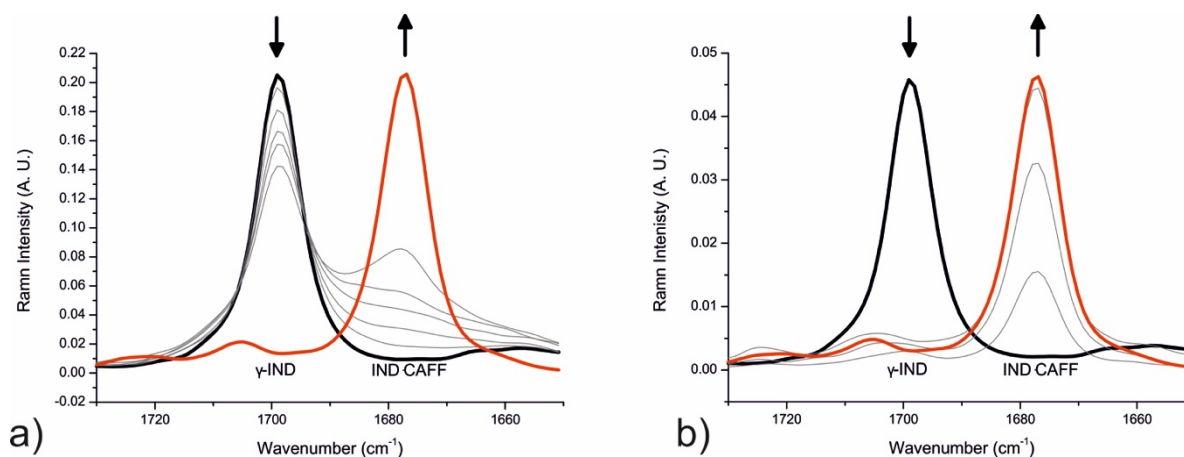 0.22
0.20
0.18
0.16
0.14
0.12
0.10
0.08
0.06
0.04
0.02
0.00
-0.02
Ramn Intensity (A. U.)
γ-IND
IND CAFF
1720
1700
1680
1660
Wavenumber (cm⁻¹)
a)
0.05
0.04
0.03
0.02
0.01
0.00
Ramn Intenisty (A. U.)
γ-IND
IND CAFF
1720
1700
1680
1660
Wavenumber (cm⁻¹)
b)